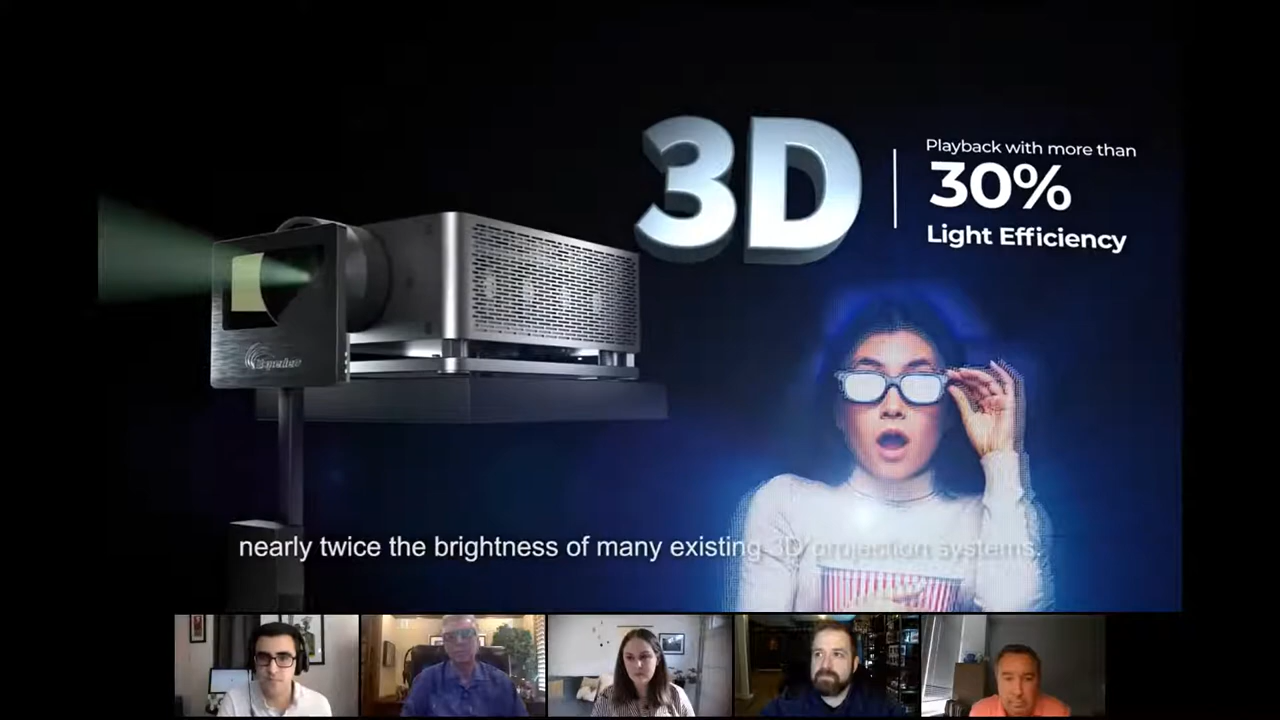 3D
Playback with more than
30%
Light Efficiency
nearly twice the brightness of many existing 3D projection systems.